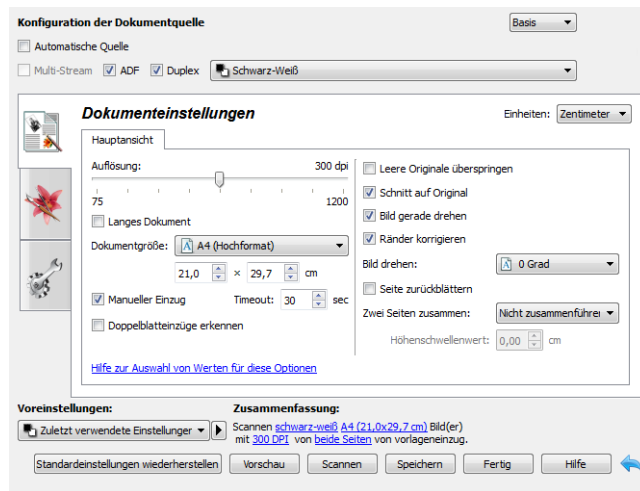 Konfiguration der Dokumentquelle
Basis
Automatische Quelle
Multi-Stream ADF Duplex Schwarz-Weiß
Dokumenteinstellungen
Einheiten: Zentimeter
Hauptansicht
Auflösung: 300 dpi
75 1200
Langes Dokument
Dokumentgröße: A4 (Hochformat)
21,0 × 29,7 cm
Manueller Einzug Timeout: 30 sec
Doppelblatteinzüge erkennen
Hilfe zur Auswahl von Werten für diese Optionen
Leere Originale überspringen
Schnitt auf Original
Bild gerade drehen
Ränder korrigieren
Bild drehen: 0 Grad
Seite zurückblättern
Zwei Seiten zusammen: Nicht zusammenführen
Höhenschwellenwert: 0,00 cm
Voreinstellungen:
Zuletzt verwendete Einstellungen
Zusammenfassung:
Scannen schwarz-weiß A4 (21,0x29,7 cm) Bild(er)
mit 300 DPI von beide Seiten von vorlageneinzug.
Standardeinstellungen wiederherstellen Vorschau Scannen Speichern Fertig Hilfe